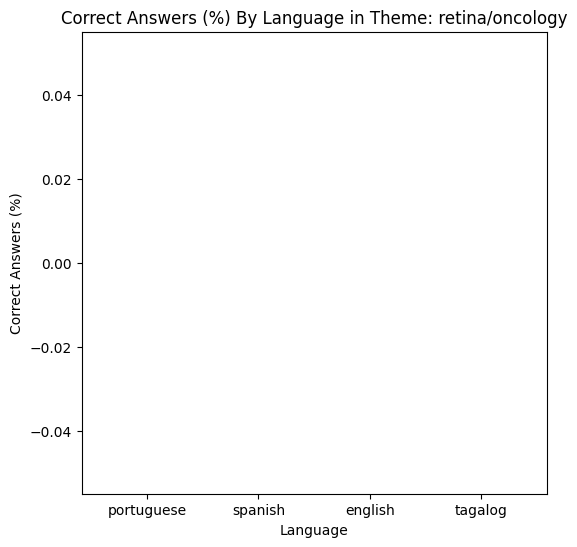 Correct Answers (%) By Language in Theme: retina/oncology
Correct Answers (%)
0.04
0.02
0.00
−0.02
−0.04
portuguese spanish english tagalog
Language